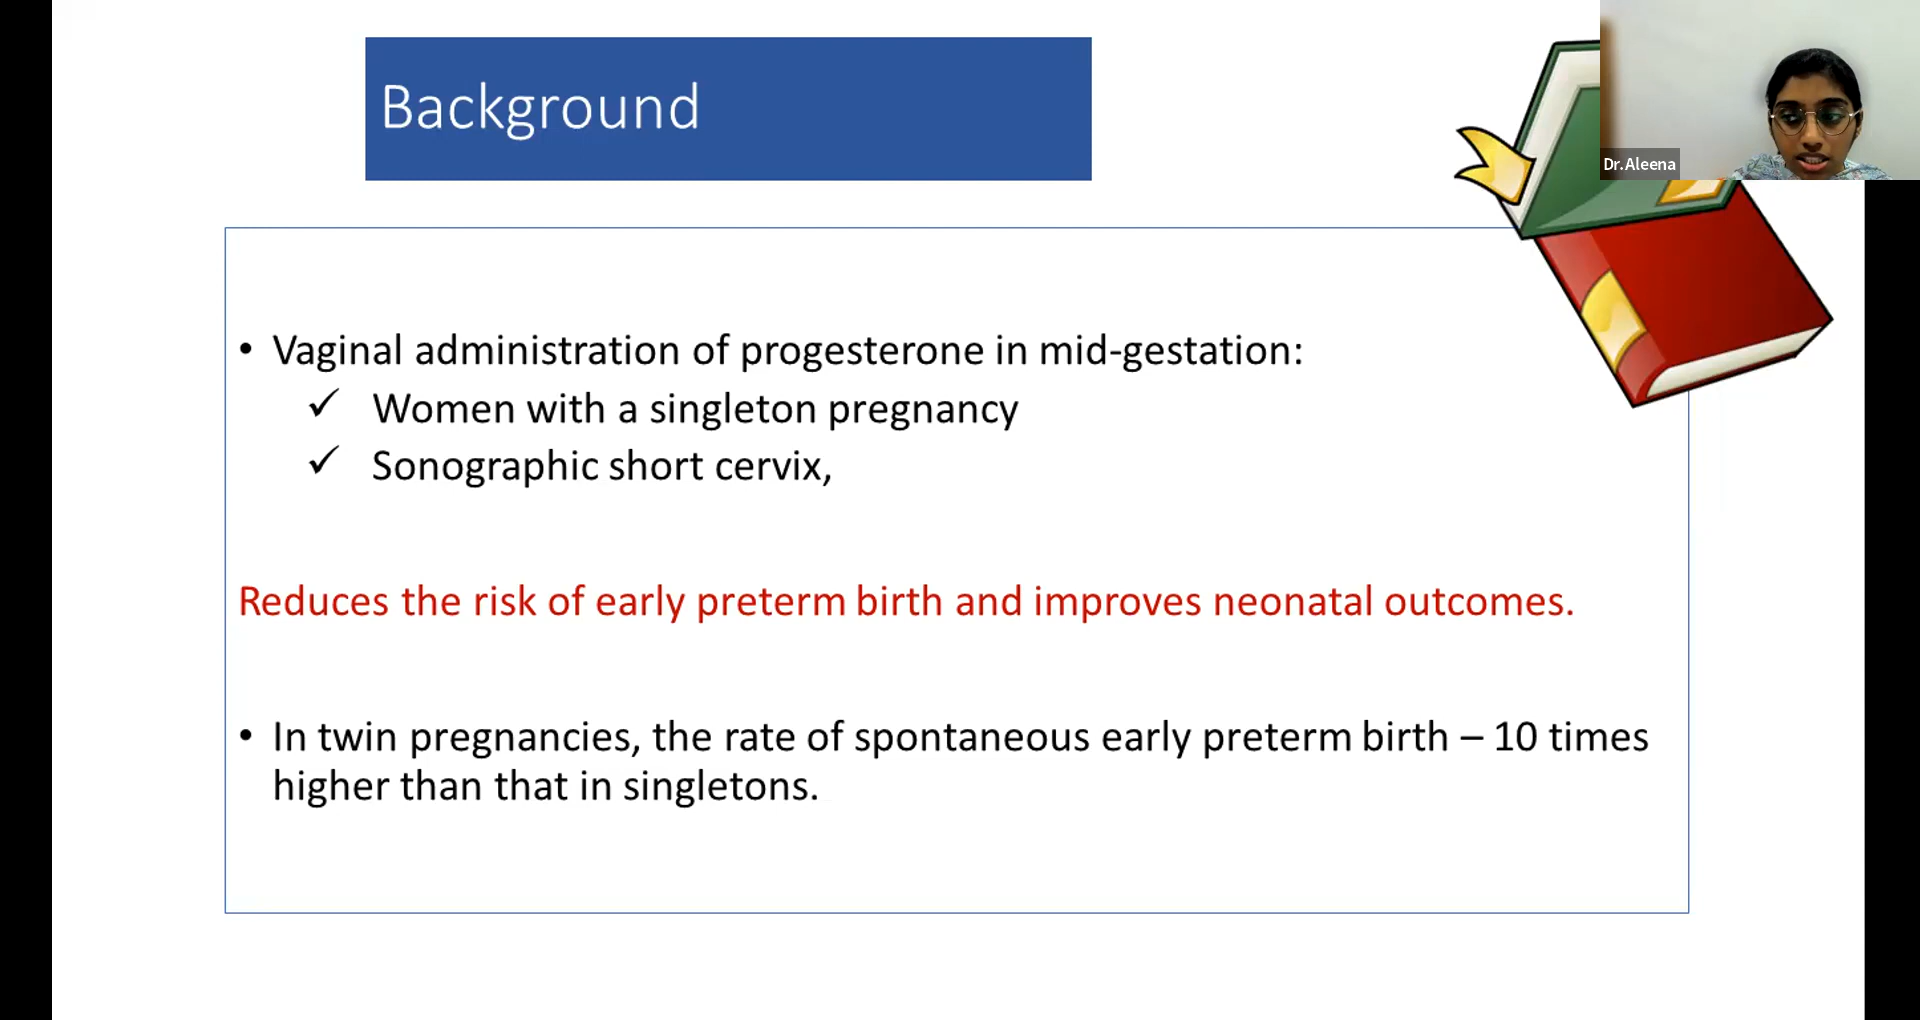 Background
Dr.Aleena
• Vaginal administration of progesterone in mid-gestation:
✓ Women with a singleton pregnancy
✓ Sonographic short cervix,
Reduces the risk of early preterm birth and improves neonatal outcomes.
• In twin pregnancies, the rate of spontaneous early preterm birth – 10 times
higher than that in singletons.